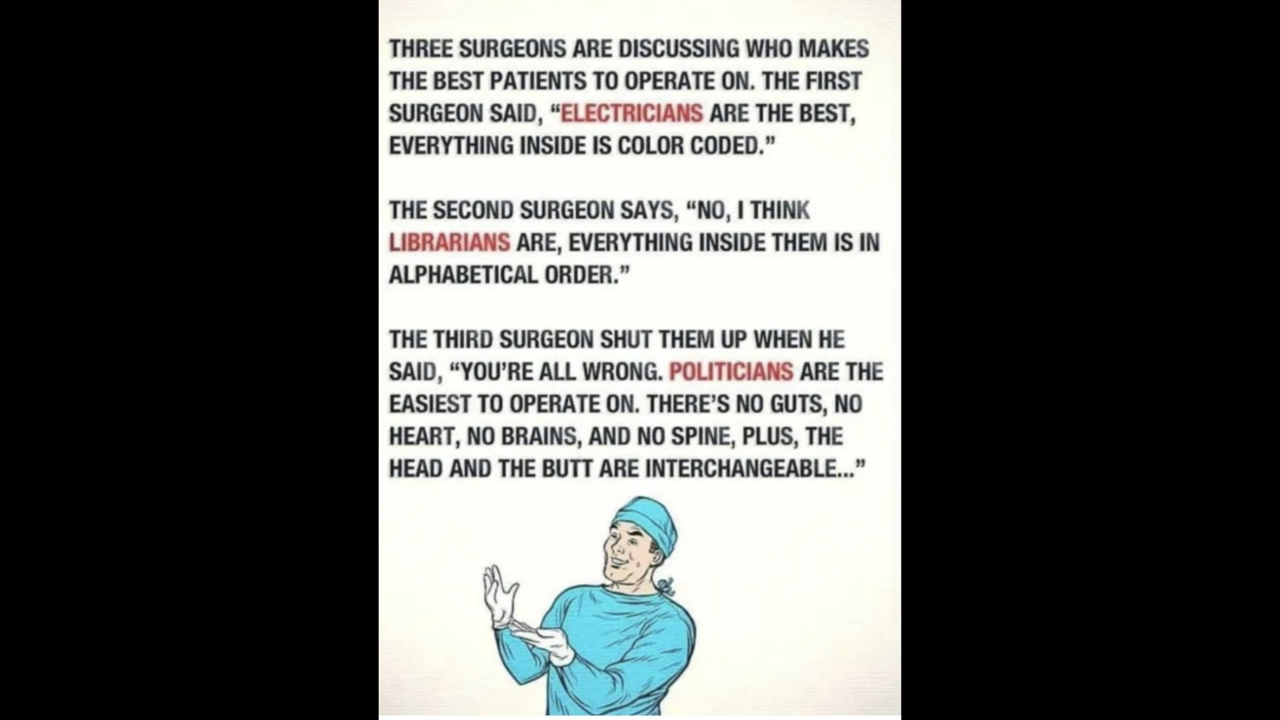 THREE SURGEONS ARE DISCUSSING WHO MAKES
THE BEST PATIENTS TO OPERATE ON. THE FIRST
SURGEON SAID, “ELECTRICIANS ARE THE BEST,
EVERYTHING INSIDE IS COLOR CODED.”
THE SECOND SURGEON SAYS, “NO, I THINK
LIBRARIANS ARE, EVERYTHING INSIDE THEM IS IN
ALPHABETICAL ORDER.”
THE THIRD SURGEON SHUT THEM UP WHEN HE
SAID, “YOU’RE ALL WRONG. POLITICIANS ARE THE
EASIEST TO OPERATE ON. THERE’S NO GUTS, NO
HEART, NO BRAINS, AND NO SPINE, PLUS, THE
HEAD AND THE BUTT ARE INTERCHANGEABLE...”